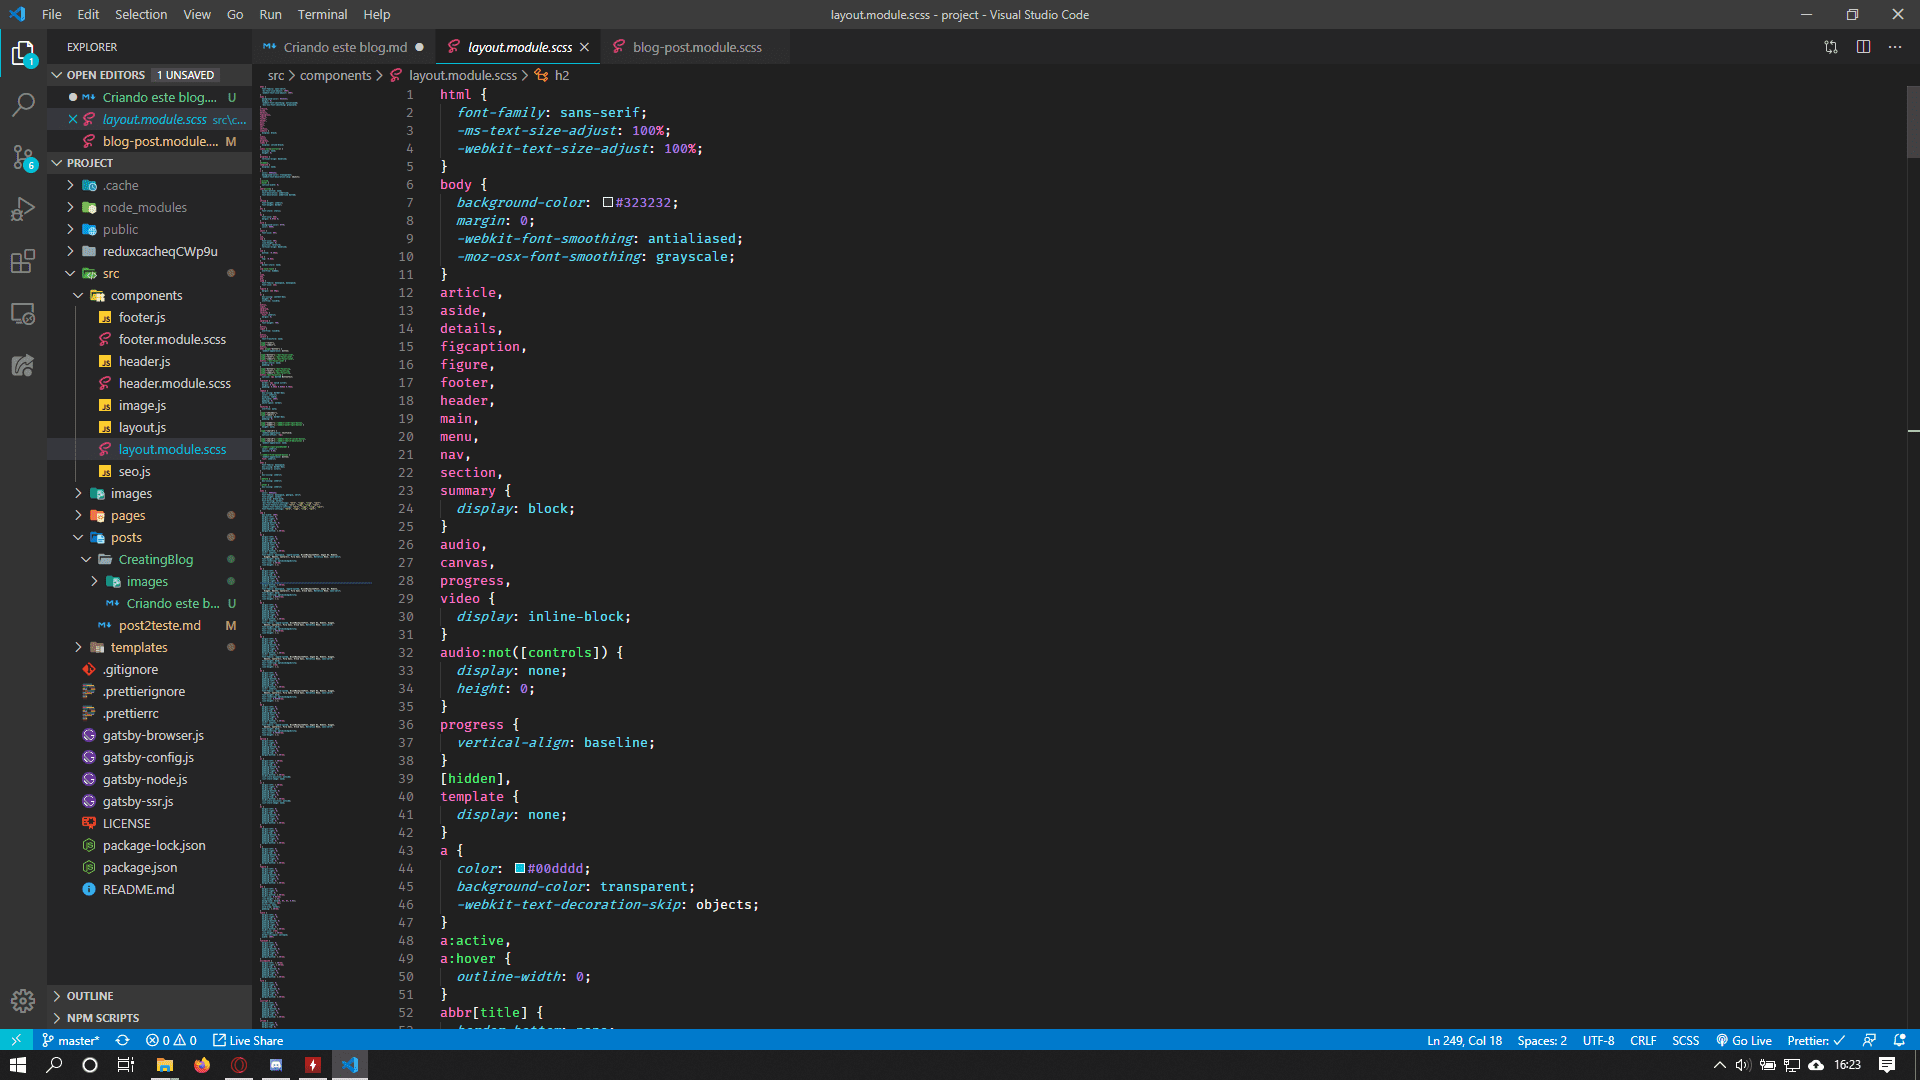 File Edit Selection View Go Run Terminal Help
layout.module.scss - project - Visual Studio Code
EXPLORER
OPEN EDITORS 1 UNSAVED
Criando este blog.... U
layout.module.scss src\c...
blog-post.module.... M
PROJECT
.cache
node_modules
public
reduxcacheqCWp9u
src
components
footer.js
footer.module.scss
header.js
header.module.scss
image.js
layout.js
layout.module.scss
seo.js
images
pages
posts
CreatingBlog
images
Criando este b... U
post2teste.md M
templates
.gitignore
.prettierignore
.prettierrc
gatsby-browser.js
gatsby-config.js
gatsby-node.js
gatsby-ssr.js
LICENSE
package-lock.json
package.json
README.md
OUTLINE
NPM SCRIPTS
1
6
Criando este blog.md
layout.module.scss
blog-post.module.scss
src > components > layout.module.scss > h2
1 html {
2 font-family: sans-serif;
3 -ms-text-size-adjust: 100%;
4 -webkit-text-size-adjust: 100%;
5 }
6 body {
7 background-color: #323232;
8 margin: 0;
9 -webkit-font-smoothing: antialiased;
10 -moz-osx-font-smoothing: grayscale;
11 }
12 article,
13 aside,
14 details,
15 figcaption,
16 figure,
17 footer,
18 header,
19 main,
20 menu,
21 nav,
22 section,
23 summary {
24 display: block;
25 }
26 audio,
27 canvas,
28 progress,
29 video {
30 display: inline-block;
31 }
32 audio:not([controls]) {
33 display: none;
34 height: 0;
35 }
36 progress {
37 vertical-align: baseline;
38 }
39 [hidden],
40 template {
41 display: none;
42 }
43 a {
44 color: #00dddd;
45 background-color: transparent;
46 -webkit-text-decoration-skip: objects;
47 }
48 a:active,
49 a:hover {
50 outline-width: 0;
51 }
52 abbr[title] {
master* 0 0 Live Share
Ln 249, Col 18 Spaces: 2 UTF-8 CRLF SCSS Go Live Prettier: ✓
16:23